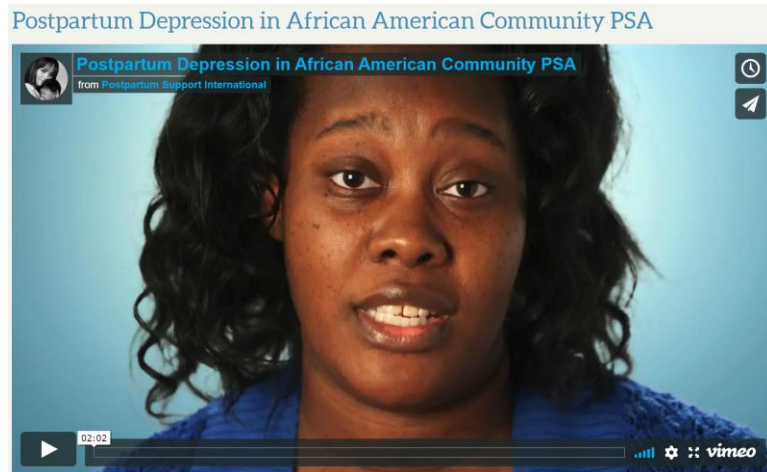 Postpartum Depression in African American Community PSA
Postpartum Depression in African American Community PSA
from Postpartum Support International
02:02
vimeo